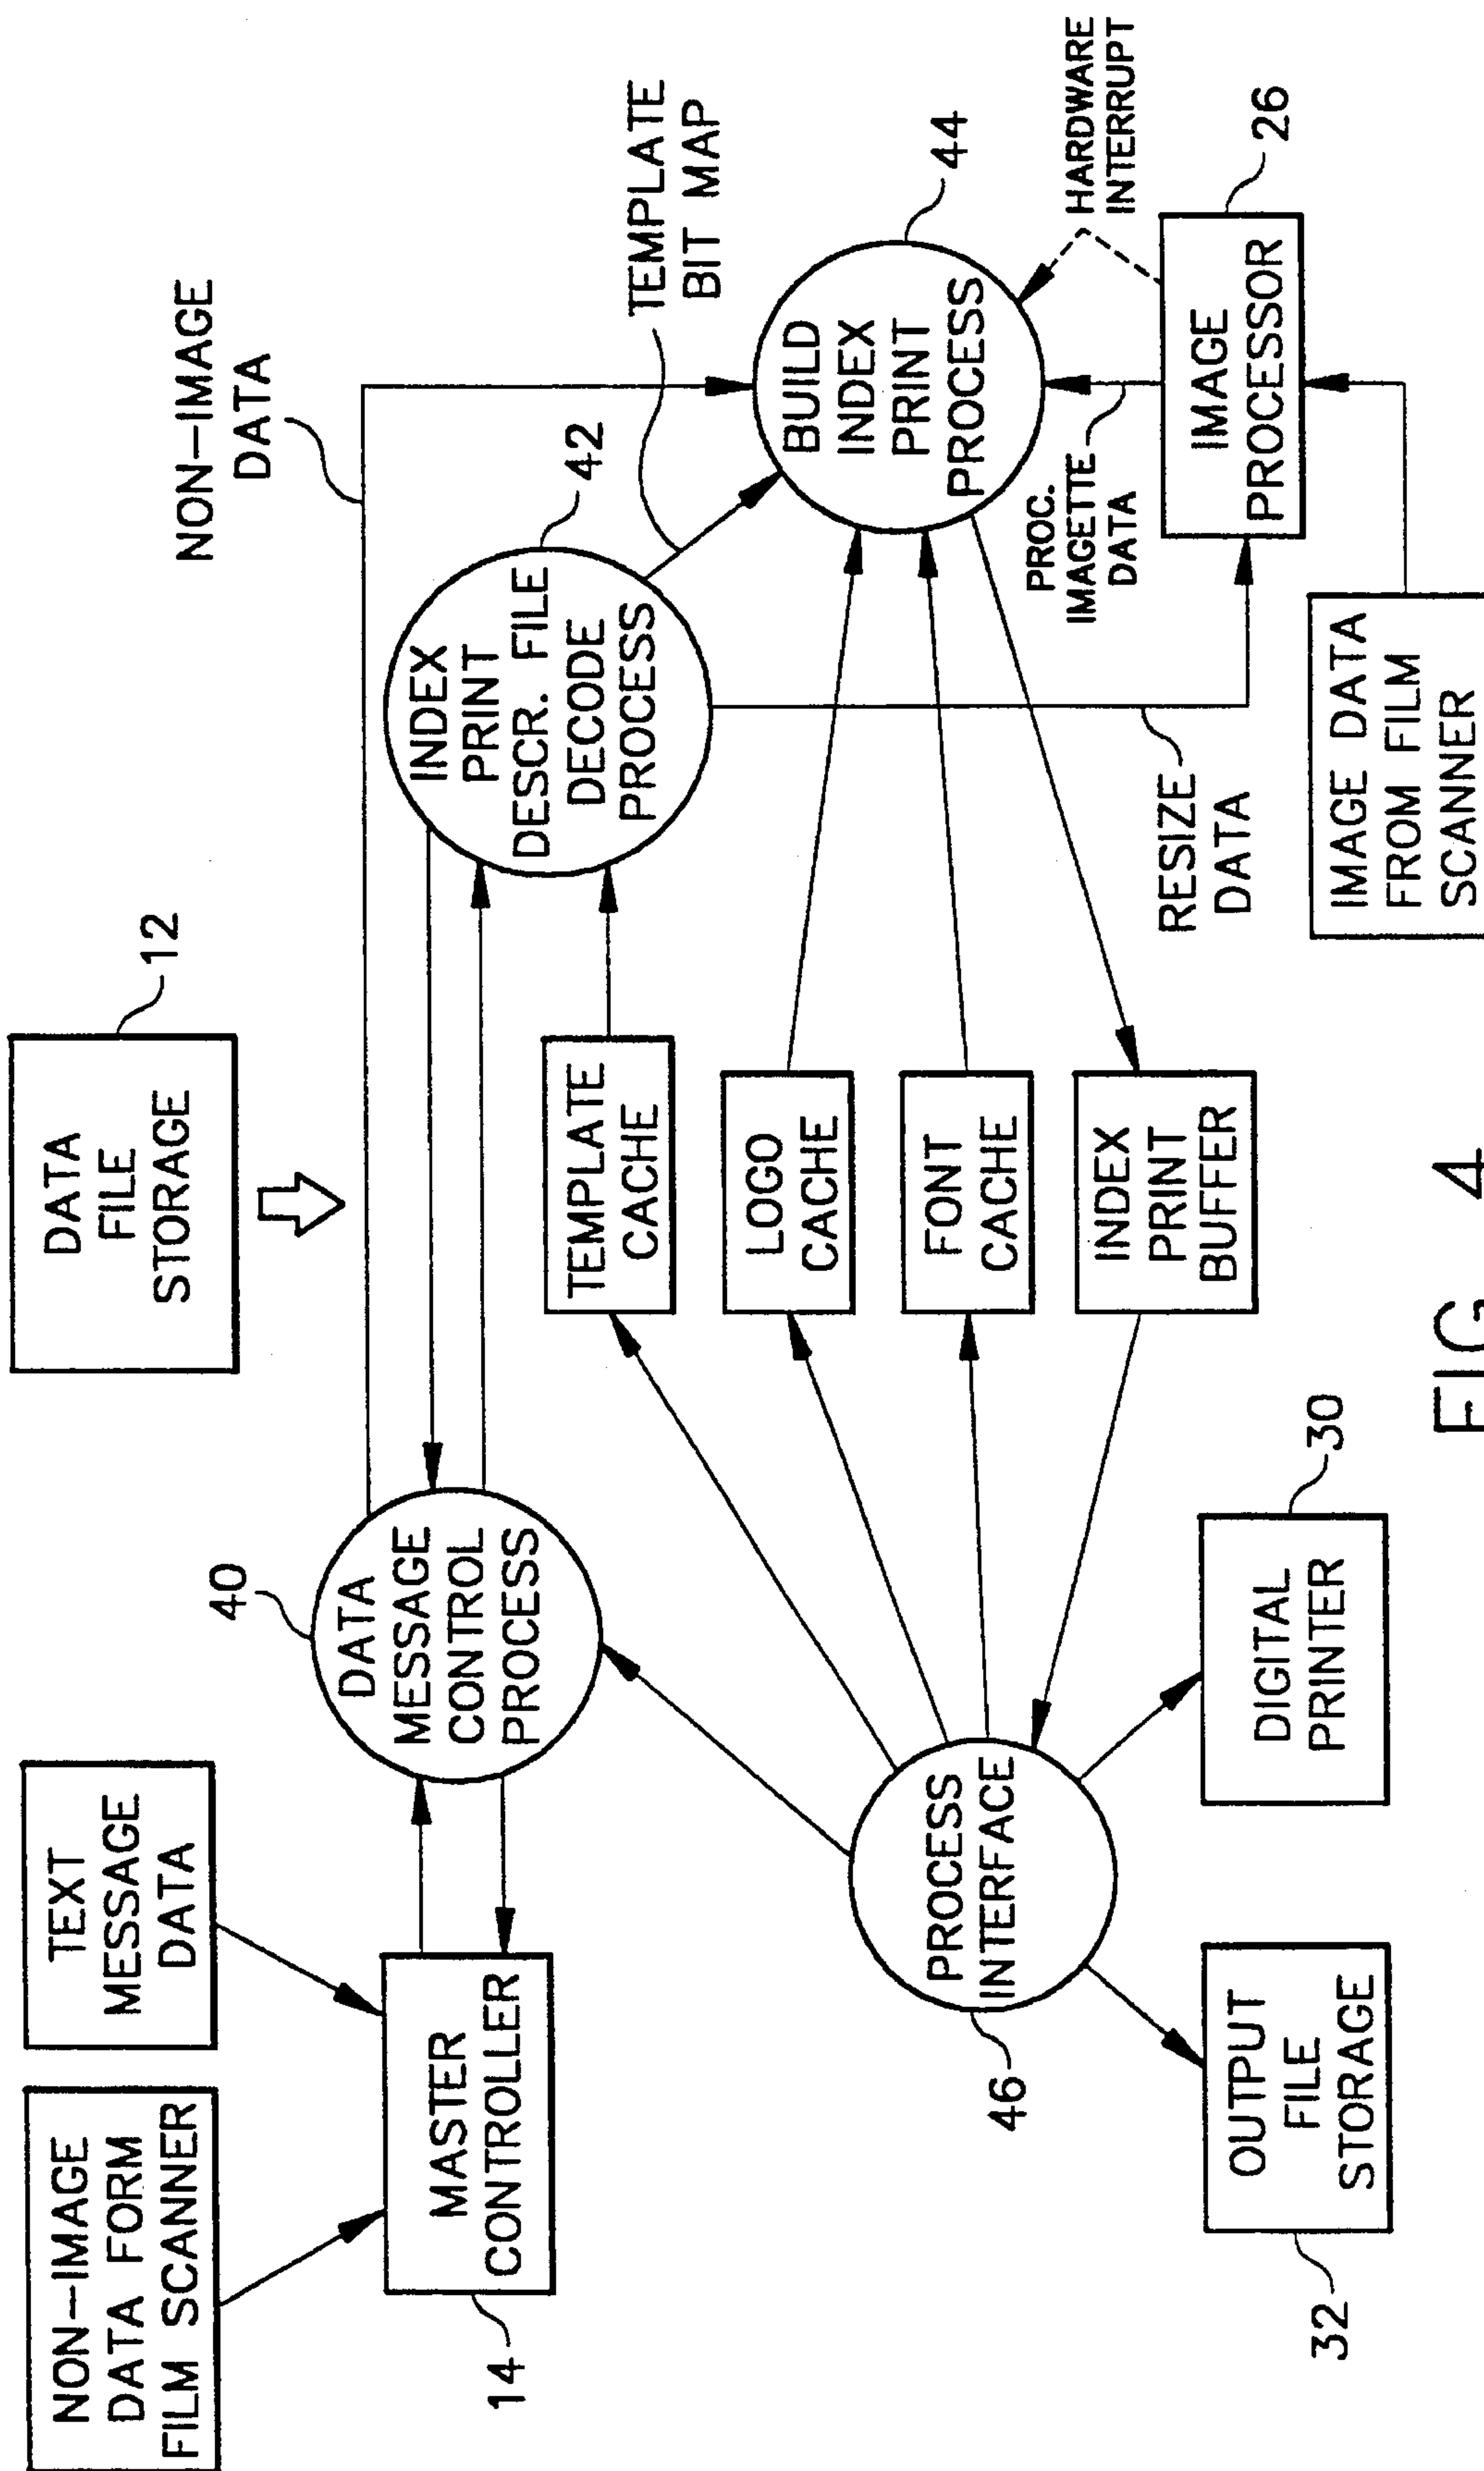 NON-IMAGE
DATA FORM
FILM SCANNER
TEXT
MESSAGE
DATA
DATA
FILE
STORAGE
12
NON-IMAGE
DATA
MASTER
CONTROLLER
14
40
DATA
MESSAGE
CONTROL
PROCESS
INDEX
PRINT
DESCR. FILE
DECODE
PROCESS
42
TEMPLATE
BIT MAP
TEMPLATE
CACHE
LOGO
CACHE
FONT
CACHE
INDEX
PRINT
BUFFER
BUILD
INDEX
PRINT
PROCESS
44
HARDWARE
INTERRUPT
PROC.
IMAGETTE
DATA
IMAGE
PROCESSOR
26
RESIZE
DATA
IMAGE DATA
FROM FILM
SCANNER
PROCESS
INTERFACE
46
OUTPUT
FILE
STORAGE
32
DIGITAL
PRINTER
30
FIG. 4